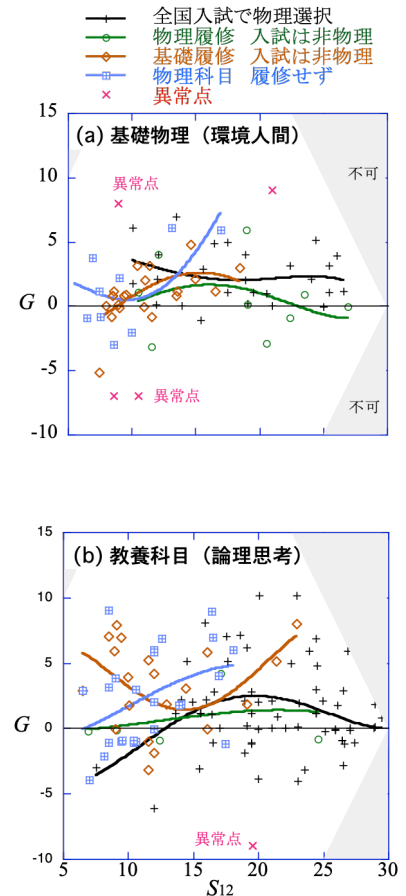 全国入試で物理選択
物理履修 入試は非物理
基礎履修 入試は非物理
物理科目 履修せず
異常点
15
(a) 基礎物理（環境人間）
不可
異常点
10
5
G
0
-5
異常点
不可
-10
15
(b) 教養科目（論理思考）
10
5
G
0
-5
異常点
-10
5 10 15 20 25 30
S12